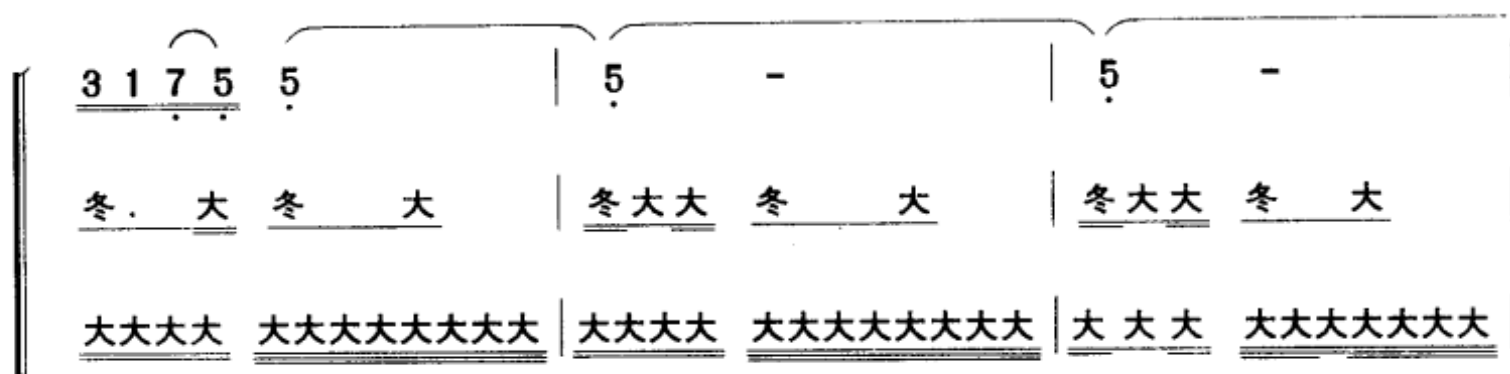 3 1 7 5 5 | 5 - | 5 -
冬. 大 冬 大 | 冬大大 冬 大 | 冬大大 冬 大
大大大大 大大大大大大大大 | 大大大大 大大大大大大大大 | 大大大 大大大大大大大